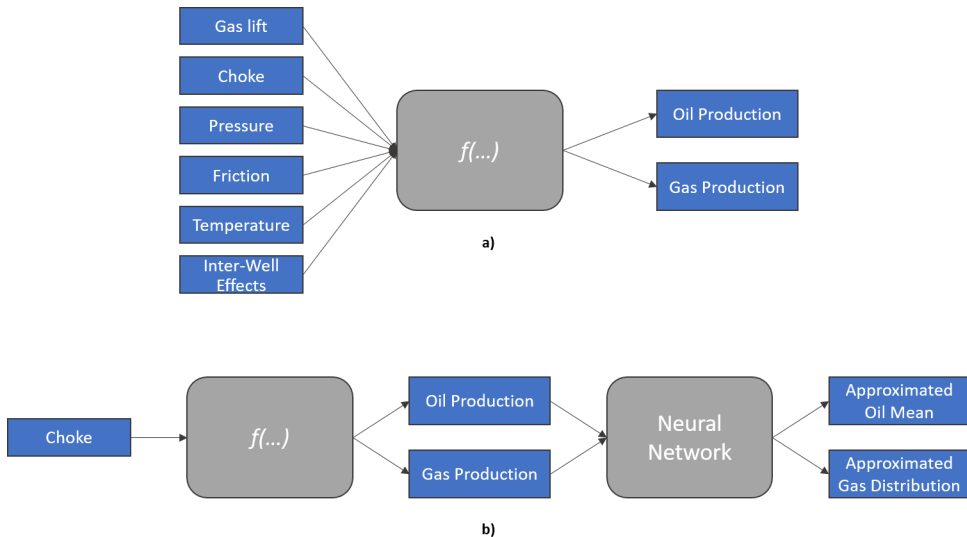 Gas lift
Choke
Pressure
Friction
Temperature
Inter-Well
Effects
f(...)
Oil Production
Gas Production
a)
Choke
f(...)
Oil Production
Gas Production
Neural
Network
Approximated
Oil Mean
Approximated
Gas Distribution
b)